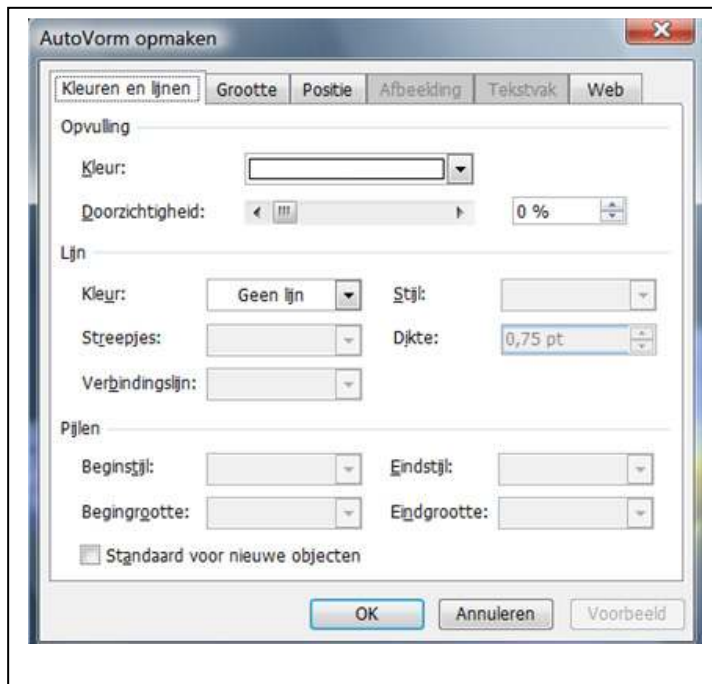 AutoVorm opmaken
Kleuren en lijnen Grootte Positie Afbeelding Tekstvak Web
Opvulling
Kleur:
Doorzichtigheid: 0 %
Lijn
Kleur: Geen lijn Stijl:
Streepjes: Dikte: 0,75 pt
Verbindingslijn:
Pijlen
Beginstijl: Eindstijl:
Begingrootte: Eindgrootte:
Standaard voor nieuwe objecten
OK Annuleren Voorbeeld